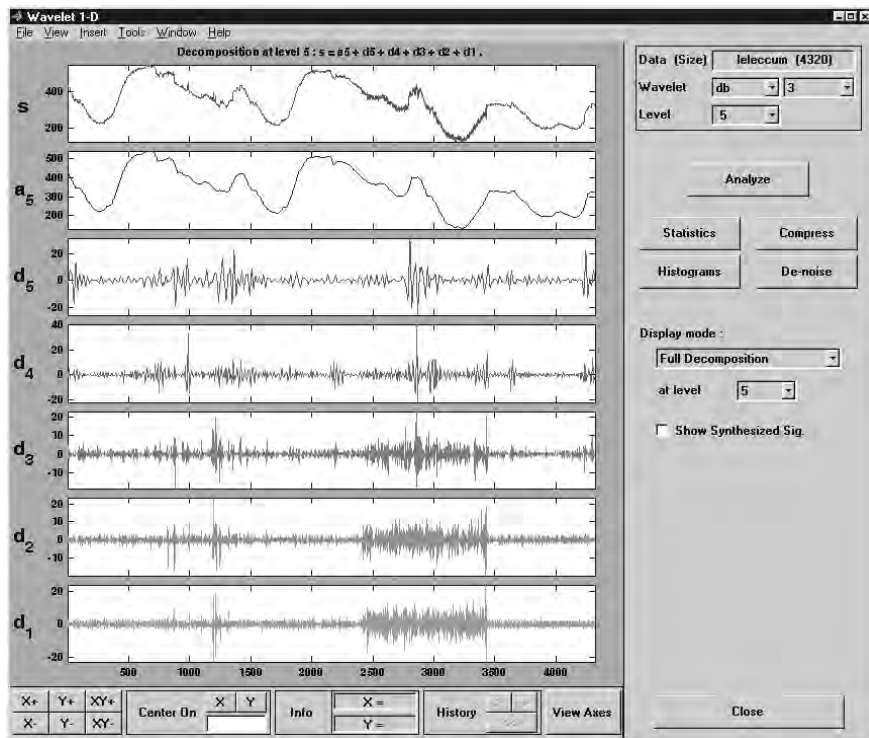 Wavelet 1-D
File View Insert Tools Window Help
Decomposition at level 5 : s = a5 + d5 + d4 + d3 + d2 + d1 .
s
400
200
a5
500
400
300
200
d5
20
0
-20
d4
40
20
0
-20
d3
20
10
0
-10
d2
20
10
0
-10
d1
20
0
-20
500 1000 1500 2000 2500 3000 3500 4000
Data (Size) leleccum (4320)
Wavelet db 3
Level 5
Analyze
Statistics Compress
Histograms De-noise
Display mode :
Full Decomposition
at level 5
Show Synthesized Sig.
X+ Y+ XY+
X- Y- XY-
Center On X Y
Info X =
Y =
History
View Axes
Close